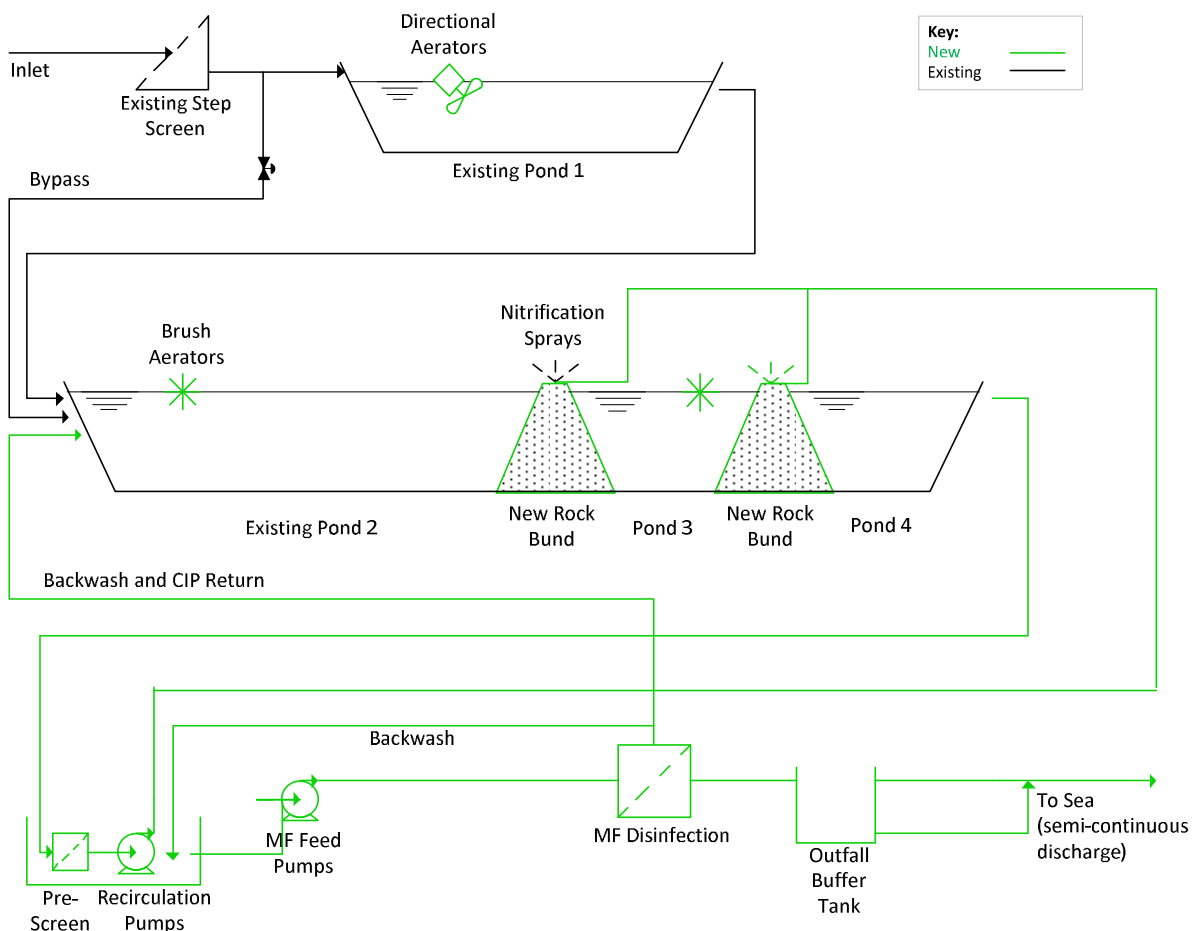 Directional
Aerators
Key:
New
Existing
Inlet
Existing Step
Screen
Existing Pond 1
Bypass
Nitrification
Sprays
Brush
Aerators
New Rock
Bund
New Rock
Bund
Existing Pond 2
Pond 3
Pond 4
Backwash and CIP Return
Backwash
MF Feed
Pumps
MF Disinfection
To Sea
(semi-continuous
discharge)
Outfall
Buffer
Tank
Pre-
Screen
Recirculation
Pumps